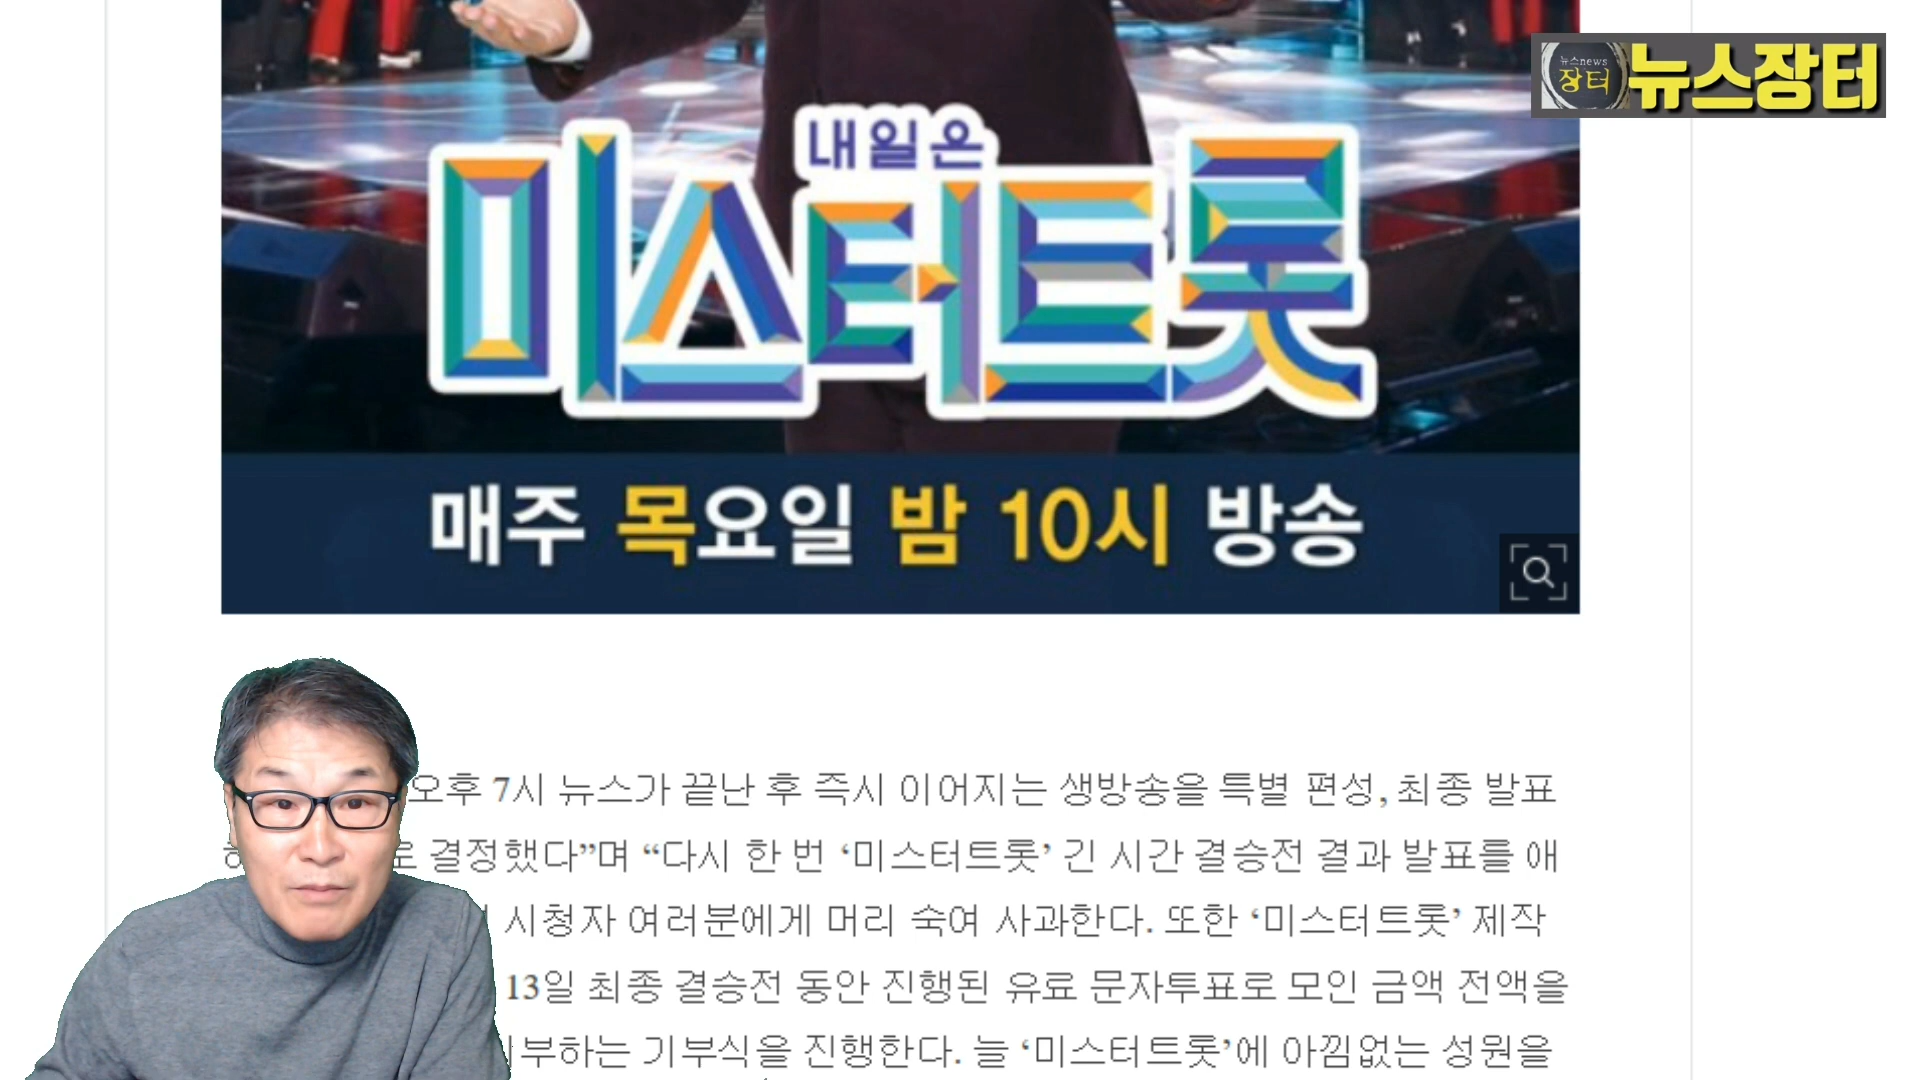 뉴스news
장터
뉴스장터
내일은
미스터트롯
매주 목요일 밤 10시 방송
오후 7시 뉴스가 끝난 후 즉시 이어지는 생방송을 특별 편성, 최종 발표
로 결정했다”며 “다시 한 번 ‘미스터트롯’ 긴 시간 결승전 결과 발표를 애
시청자 여러분에게 머리 숙여 사과한다. 또한 ‘미스터트롯’ 제작
13일 최종 결승전 동안 진행된 유료 문자투표로 모인 금액 전액을
부하는 기부식을 진행한다. 늘 ‘미스터트롯’에 아낌없는 성원을